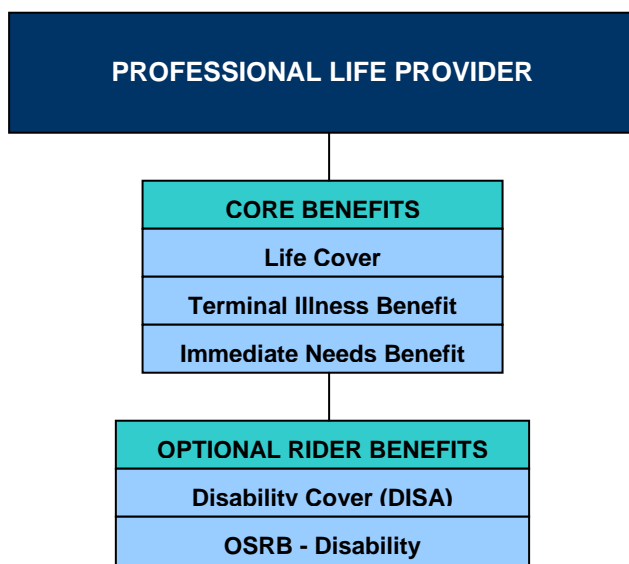 PROFESSIONAL LIFE PROVIDER
CORE BENEFITS
Life Cover
Terminal Illness Benefit
Immediate Needs Benefit
OPTIONAL RIDER BENEFITS
Disability Cover (DISA)
OSRB - Disability